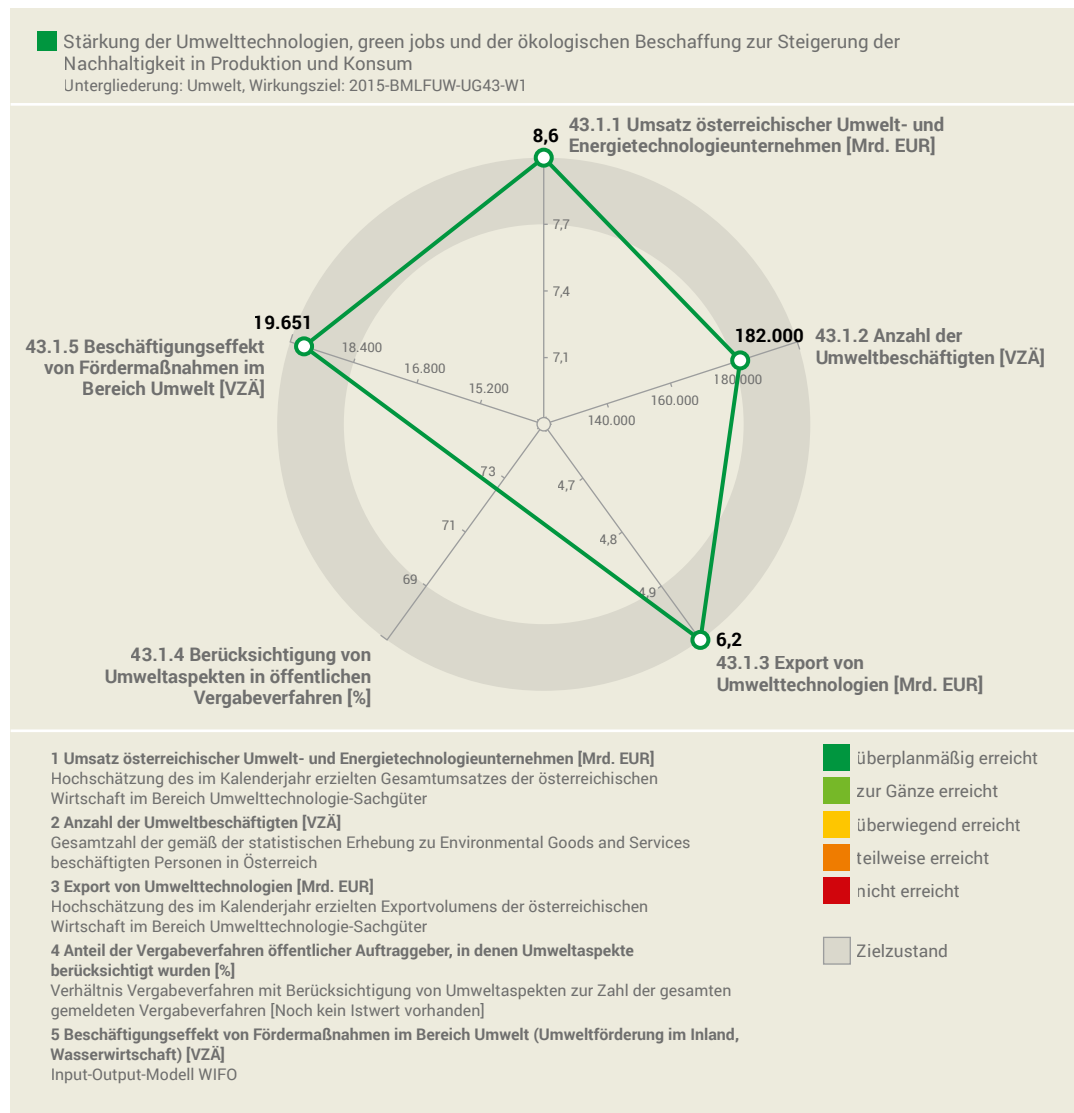 Stärkung der Umwelttechnologien, green jobs und der ökologischen Beschaffung zur Steigerung der
Nachhaltigkeit in Produktion und Konsum
Untergliederung: Umwelt, Wirkungsziel: 2015-BMLFUW-UG43-W1
8,6
43.1.1 Umsatz österreichischer Umwelt- und
Energietechnologieunternehmen [Mrd. EUR]
7,7
7,4
7,1
182.000
43.1.2 Anzahl der
Umweltbeschäftigten [VZÄ]
180.000
160.000
140.000
4,7
4,8
4,9
6,2
43.1.3 Export von
Umwelttechnologien [Mrd. EUR]
73
71
69
43.1.4 Berücksichtigung von
Umweltaspekten in öffentlichen
Vergabeverfahren [%]
19.651
43.1.5 Beschäftigungseffekt
von Fördermaßnahmen im
Bereich Umwelt [VZÄ]
18.400
16.800
15.200
1 Umsatz österreichischer Umwelt- und Energietechnologieunternehmen [Mrd. EUR]
Hochschätzung des im Kalenderjahr erzielten Gesamtumsatzes der österreichischen
Wirtschaft im Bereich Umwelttechnologie-Sachgüter
2 Anzahl der Umweltbeschäftigten [VZÄ]
Gesamtzahl der gemäß der statistischen Erhebung zu Environmental Goods and Services
beschäftigten Personen in Österreich
3 Export von Umwelttechnologien [Mrd. EUR]
Hochschätzung des im Kalenderjahr erzielten Exportvolumens der österreichischen
Wirtschaft im Bereich Umwelttechnologie-Sachgüter
4 Anteil der Vergabeverfahren öffentlicher Auftraggeber, in denen Umweltaspekte
berücksichtigt wurden [%]
Verhältnis Vergabeverfahren mit Berücksichtigung von Umweltaspekten zur Zahl der gesamten
gemeldeten Vergabeverfahren [Noch kein Istwert vorhanden]
5 Beschäftigungseffekt von Fördermaßnahmen im Bereich Umwelt (Umweltförderung im Inland,
Wasserwirtschaft) [VZÄ]
Input-Output-Modell WIFO
überplanmäßig erreicht
zur Gänze erreicht
überwiegend erreicht
teilweise erreicht
nicht erreicht
Zielzustand